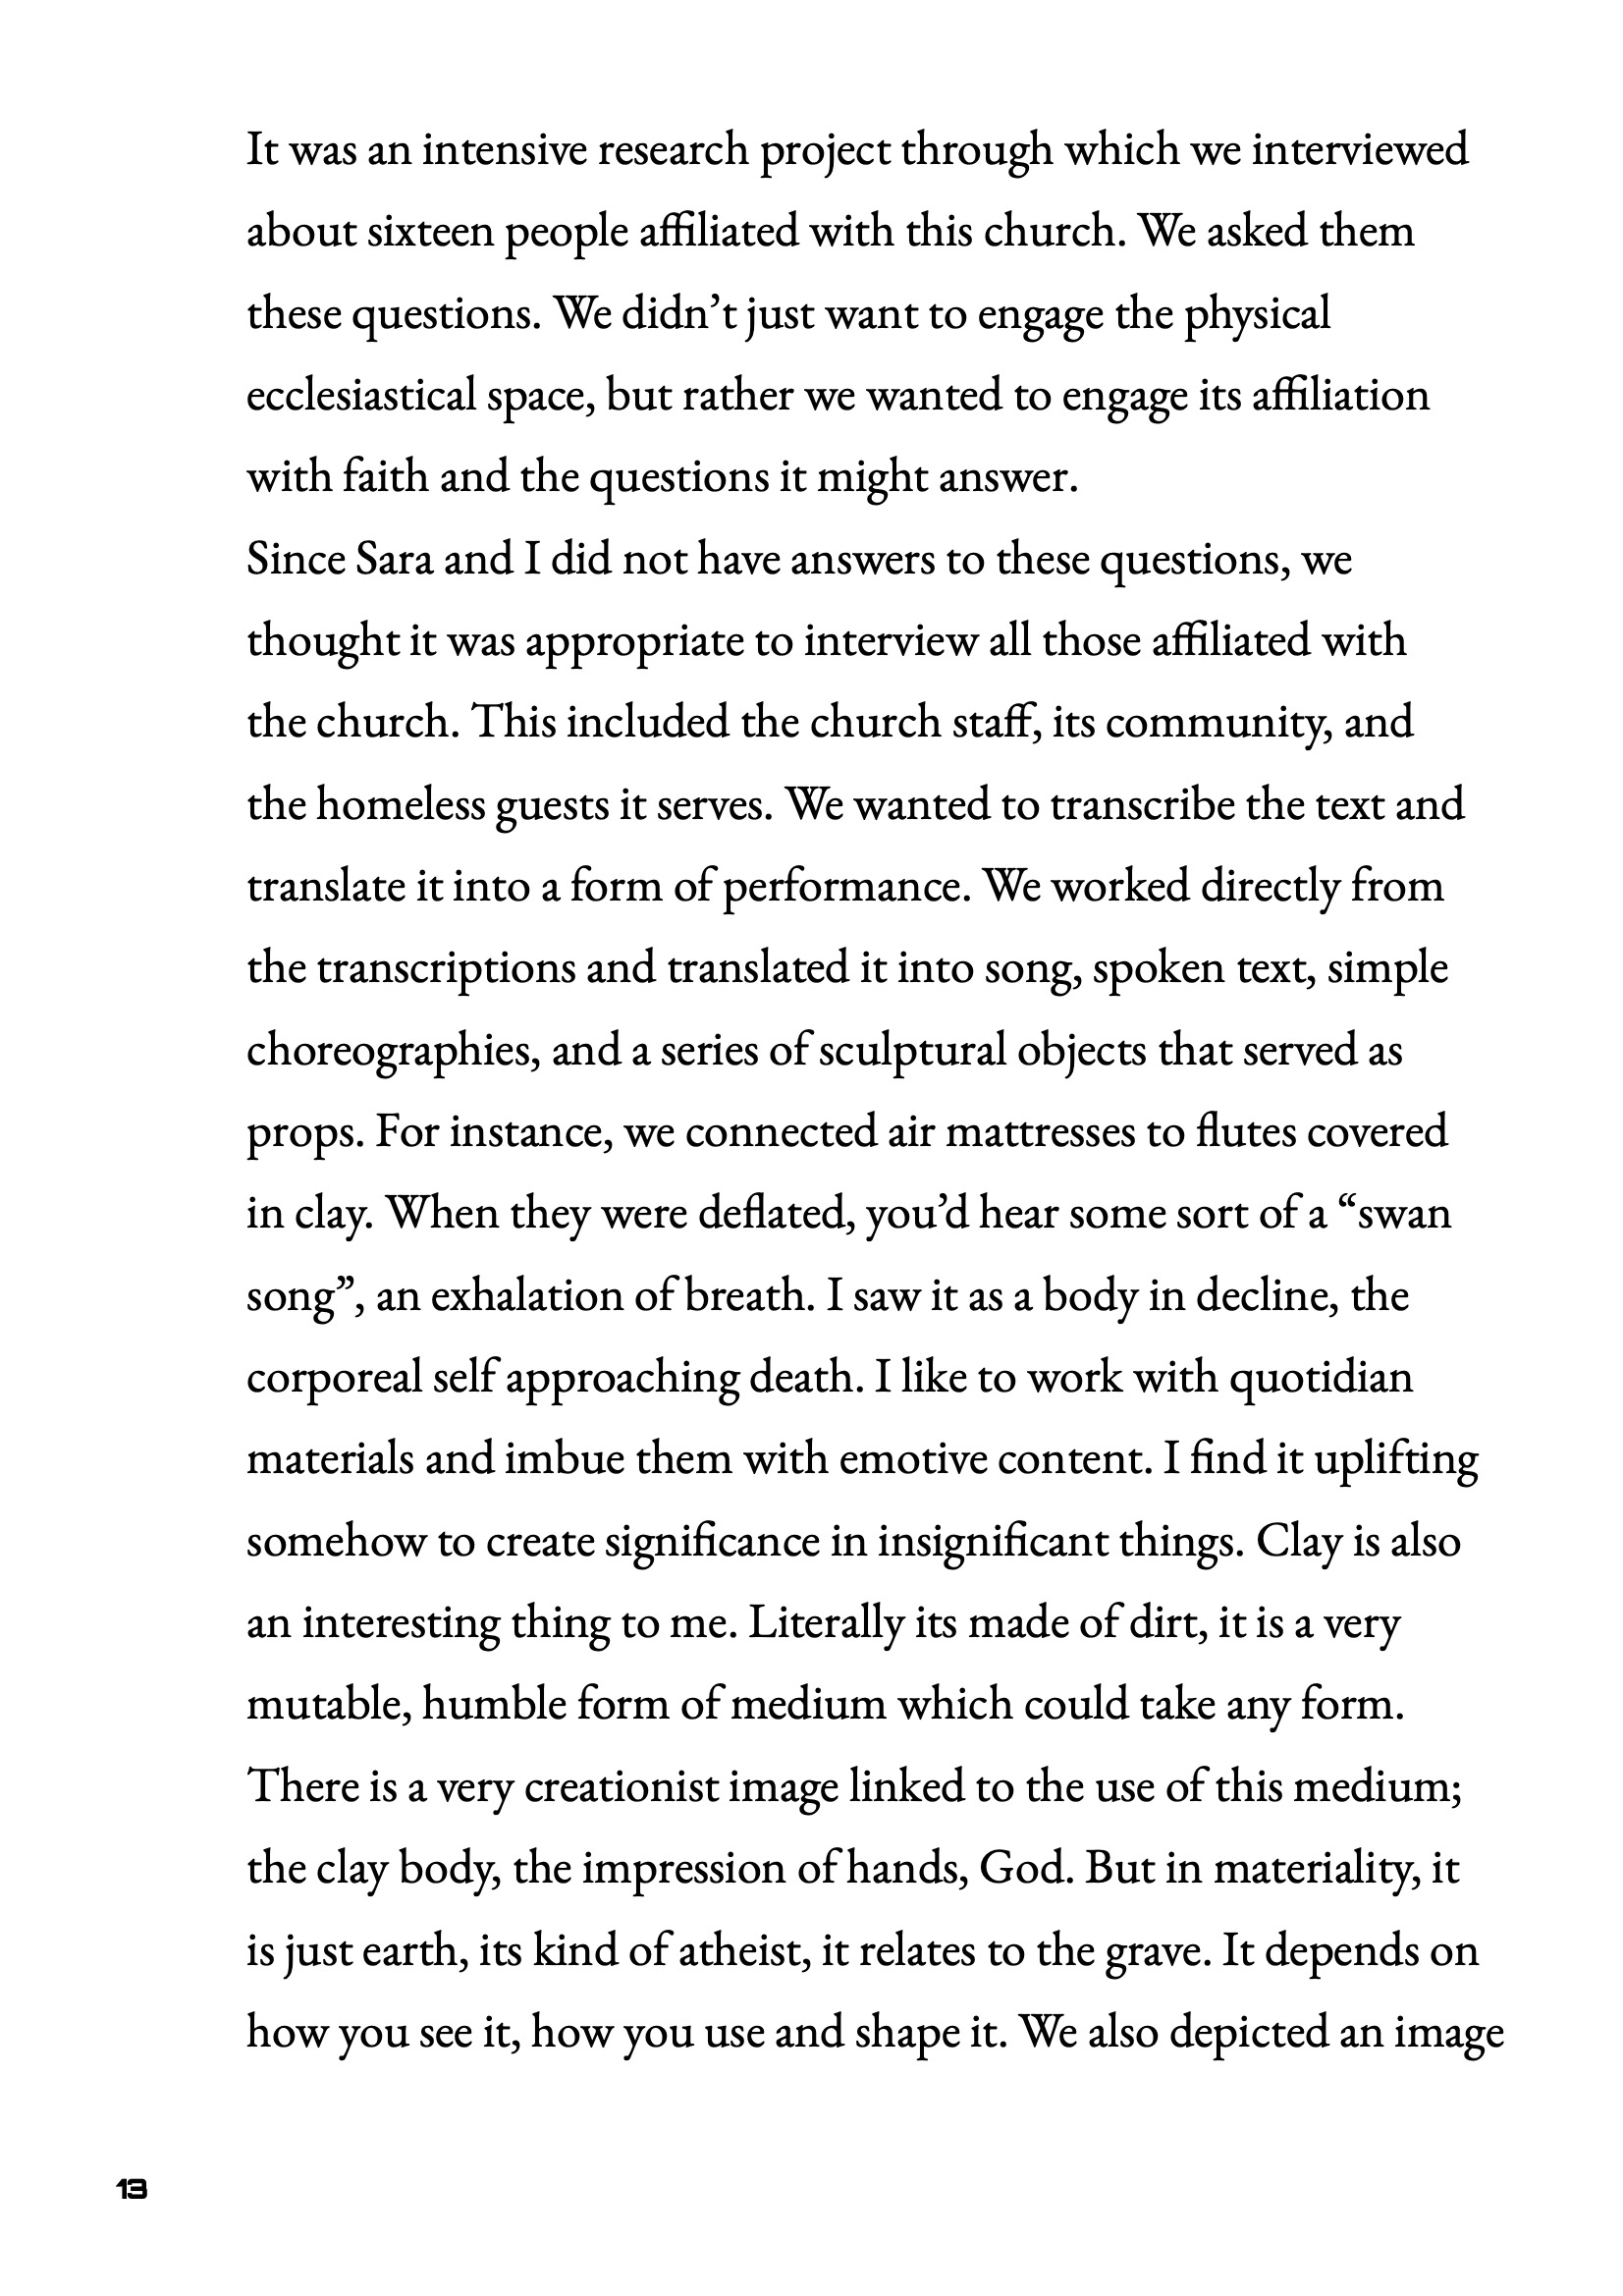 It was an intensive research project through which we interviewed
about sixteen people affiliated with this church. We asked them
these questions. We didn’t just want to engage the physical
ecclesiastical space, but rather we wanted to engage its affiliation
with faith and the questions it might answer.
Since Sara and I did not have answers to these questions, we
thought it was appropriate to interview all those affiliated with
the church. This included the church staff, its community, and
the homeless guests it serves. We wanted to transcribe the text and
translate it into a form of performance. We worked directly from
the transcriptions and translated it into song, spoken text, simple
choreographies, and a series of sculptural objects that served as
props. For instance, we connected air mattresses to flutes covered
in clay. When they were deflated, you’d hear some sort of a “swan
song”, an exhalation of breath. I saw it as a body in decline, the
corporeal self approaching death. I like to work with quotidian
materials and imbue them with emotive content. I find it uplifting
somehow to create significance in insignificant things. Clay is also
an interesting thing to me. Literally its made of dirt, it is a very
mutable, humble form of medium which could take any form.
There is a very creationist image linked to the use of this medium;
the clay body, the impression of hands, God. But in materiality, it
is just earth, its kind of atheist, it relates to the grave. It depends on
how you see it, how you use and shape it. We also depicted an image
13